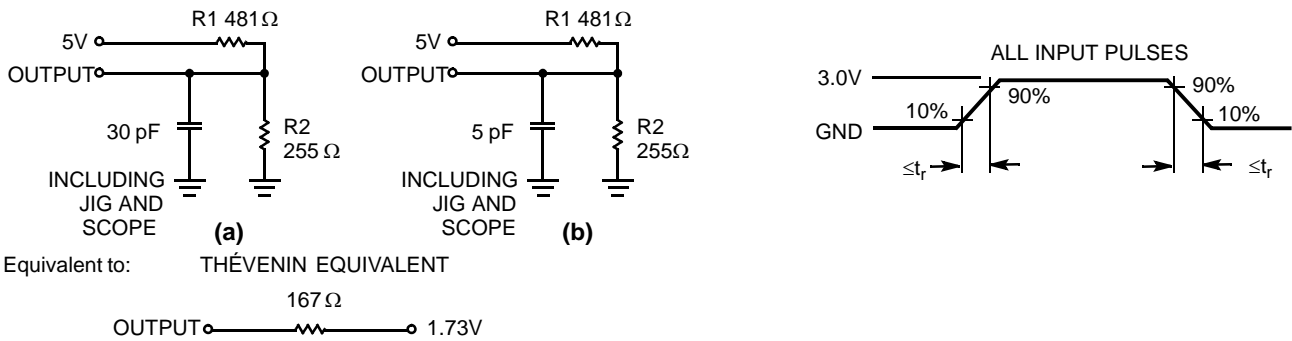 R1 481Ω
5V
OUTPUT
30 pF
R2
255 Ω
INCLUDING
JIG AND
SCOPE
(a)
R1 481Ω
5V
OUTPUT
5 pF
R2
255Ω
INCLUDING
JIG AND
SCOPE
(b)
ALL INPUT PULSES
3.0V
GND
10%
90%
90%
10%
≤tr
≤tr
Equivalent to: THÉVENIN EQUIVALENT
167 Ω
OUTPUT 1.73V